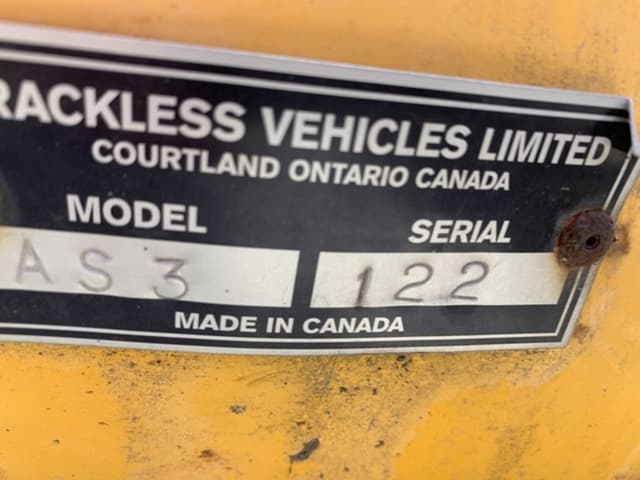 RACKLESS VEHICLES LIMITED
COURTLAND ONTARIO CANADA
MODEL SERIAL
AS3 122
MADE IN CANADA